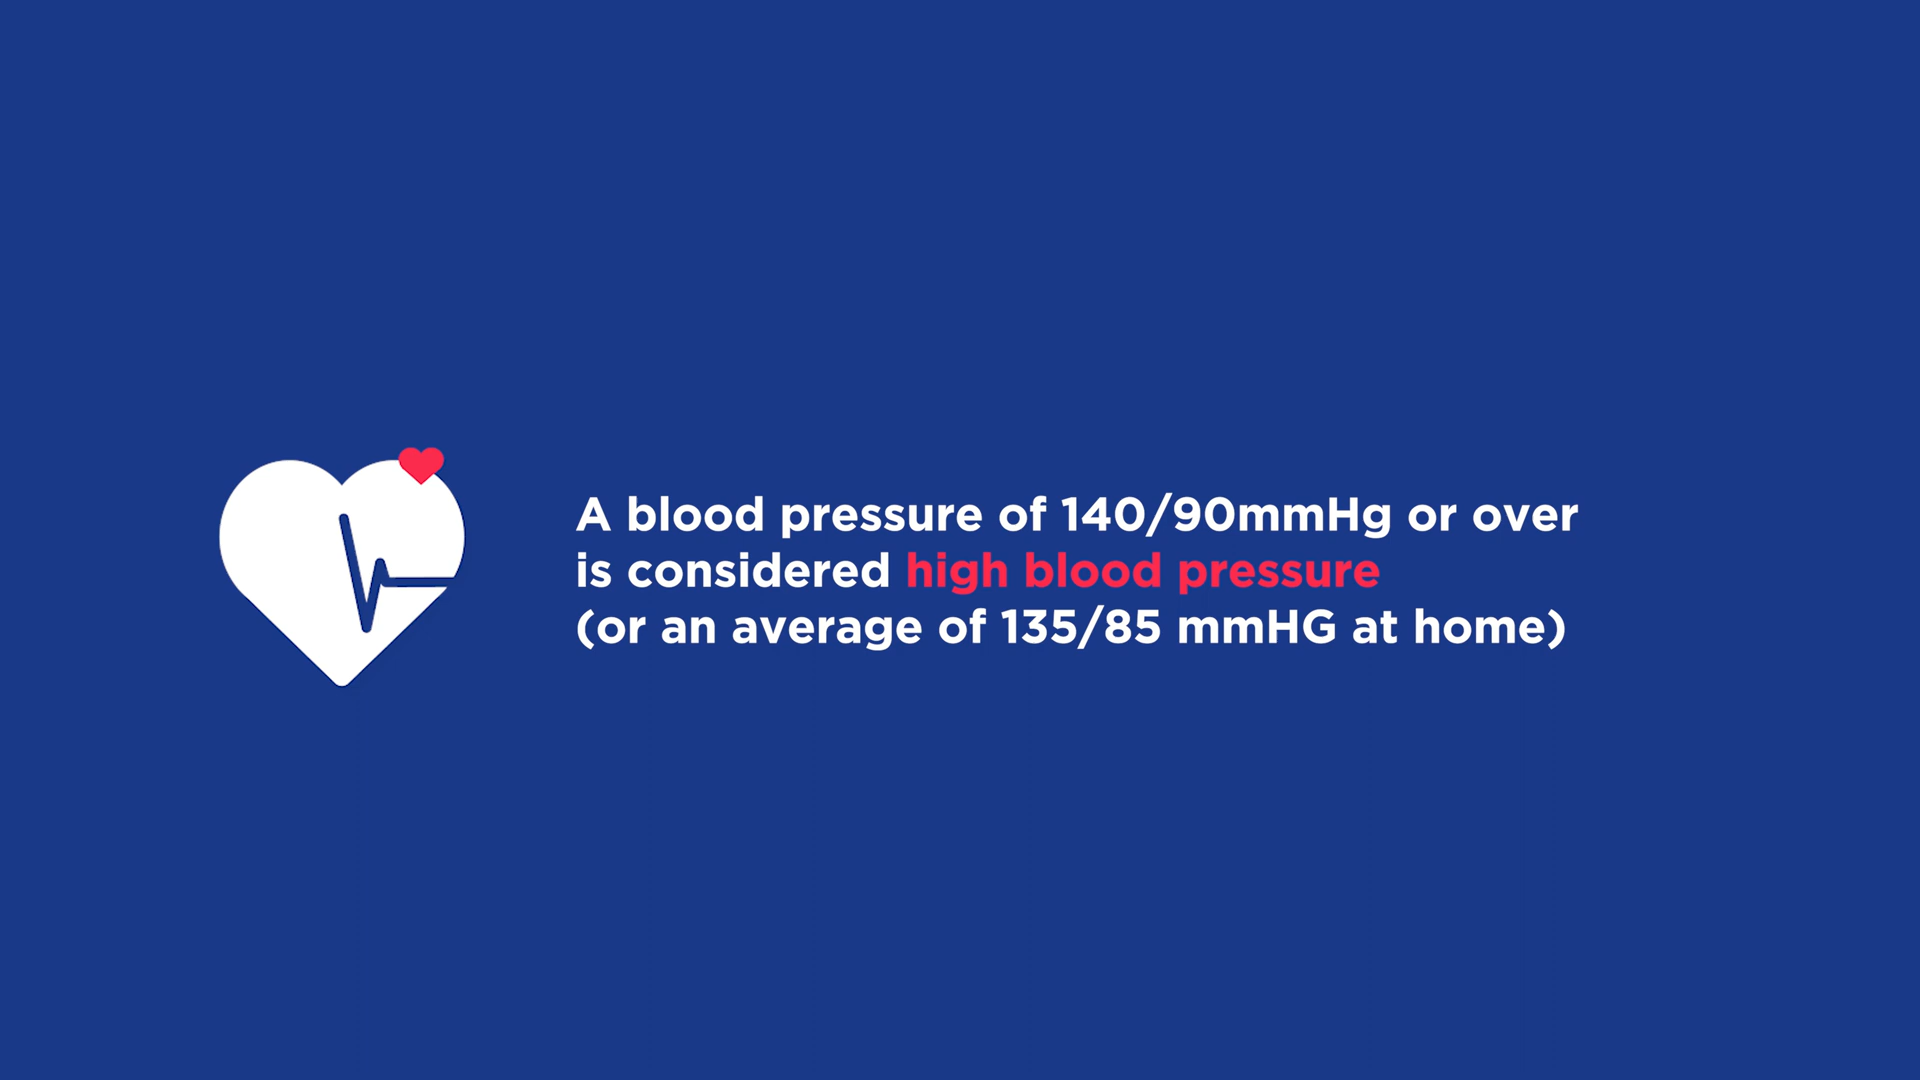 A blood pressure of 140/90mmHg or over
is considered high blood pressure
(or an average of 135/85 mmHG at home)